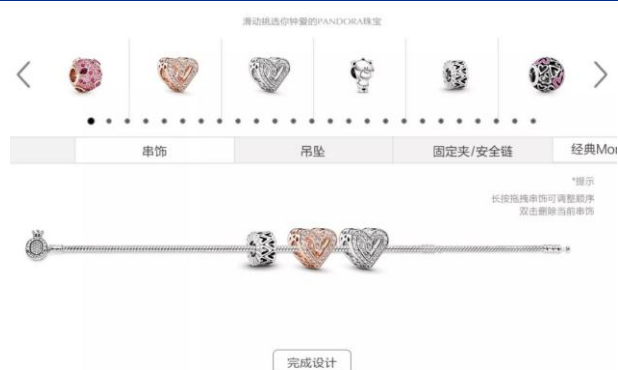 滑动挑选你钟爱的PANDORA珠宝
串饰
吊坠
固定夹/安全链
经典Mor
*提示
长按拖拽串饰可调整顺序
双击删除当前串饰
完成设计